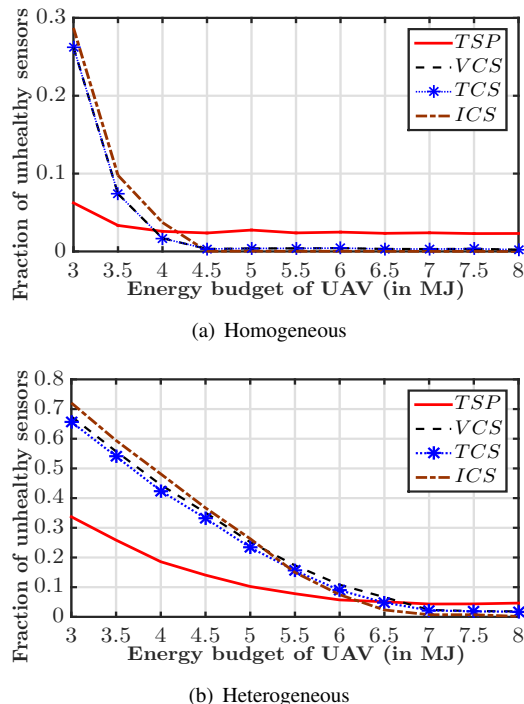 Fraction of unhealthy sensors
0.3
0.2
0.1
0
TSP
VCS
TCS
ICS
3 3.5 4 4.5 5 5.5 6 6.5 7 7.5 8
Energy budget of UAV (in MJ)
(a) Homogeneous
Fraction of unhealthy sensors
0.8
0.7
0.6
0.5
0.4
0.3
0.2
0.1
0
TSP
VCS
TCS
ICS
3 3.5 4 4.5 5 5.5 6 6.5 7 7.5 8
Energy budget of UAV (in MJ)
(b) Heterogeneous